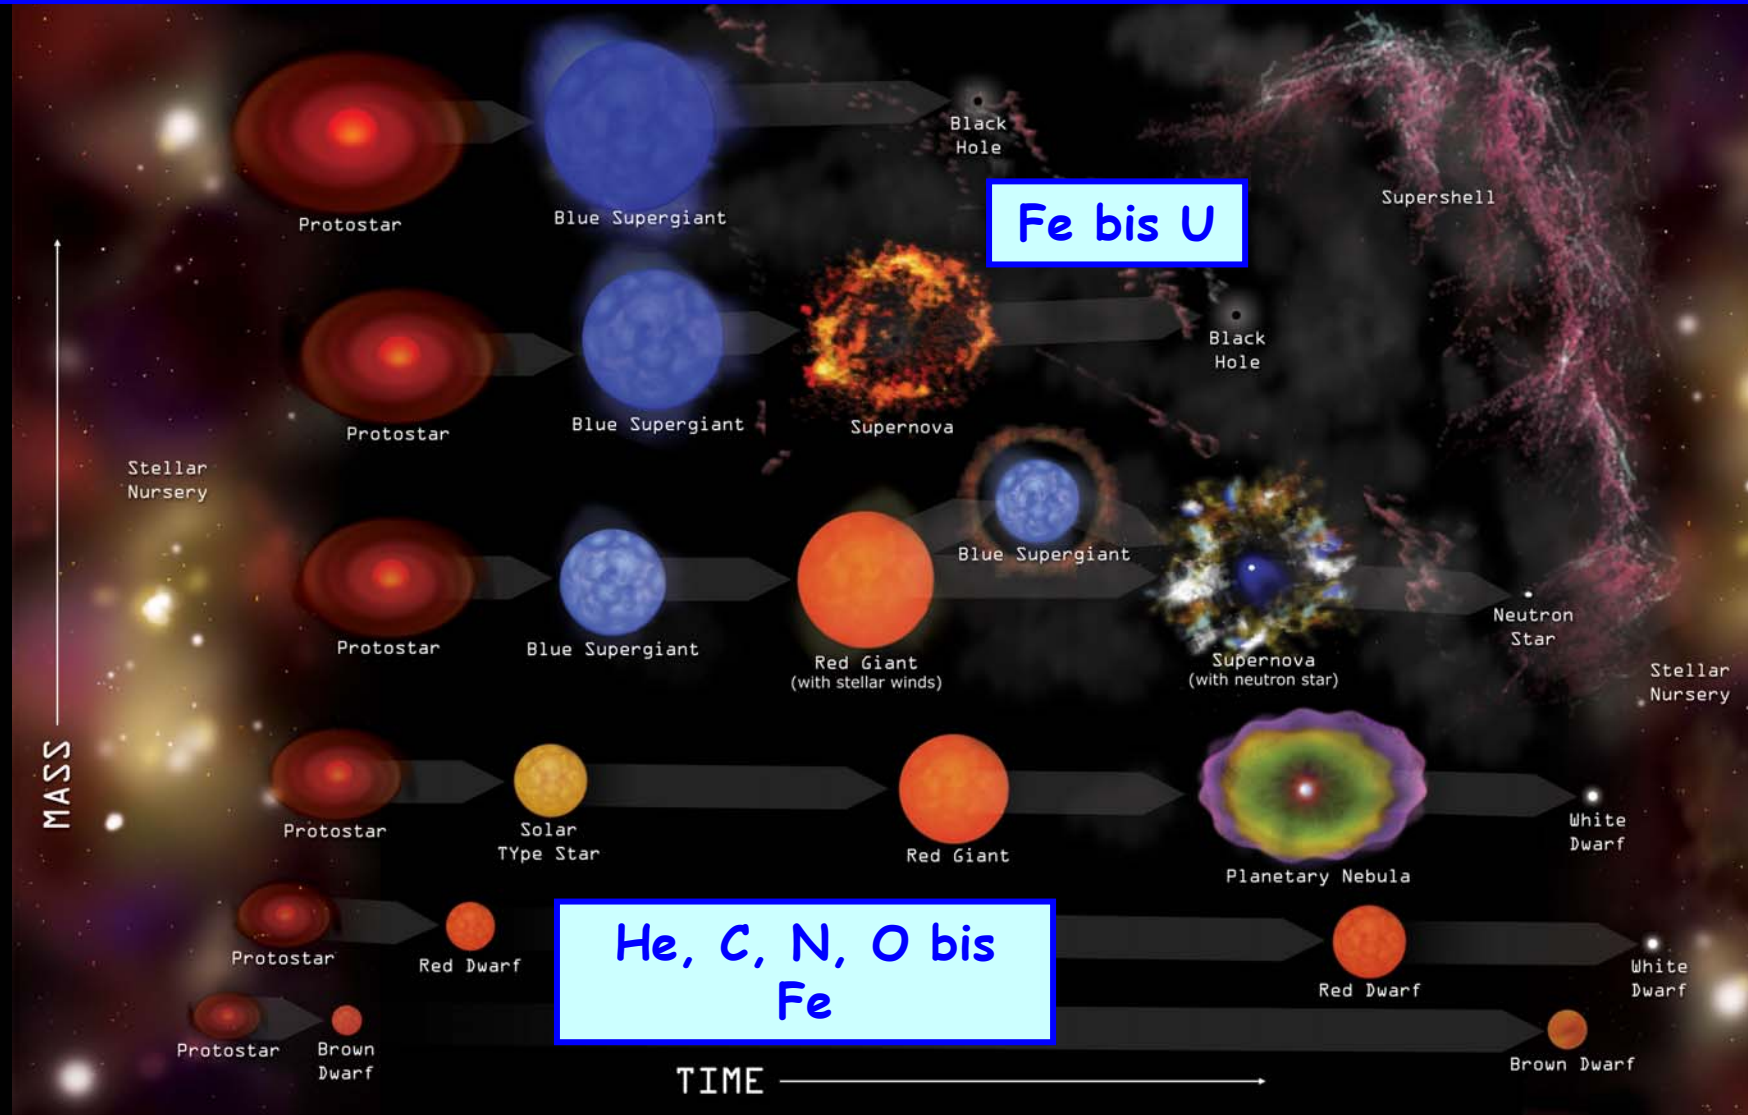 Black
Hole
Protostar
Blue Supergiant
Supershell
Fe bis U
Black
Hole
Protostar
Blue Supergiant
Supernova
Stellar
Nursery
Blue Supergiant
Protostar
Blue Supergiant
Red Giant
(with stellar winds)
Supernova
(with neutron star)
Neutron
Star
Stellar
Nursery
MASS
Protostar
Solar
TYpe Star
Red Giant
Planetary Nebula
White
Dwarf
Protostar
Red Dwarf
He, C, N, O bis
Fe
Red Dwarf
White
Dwarf
Protostar
Brown
Dwarf
Brown Dwarf
TIME